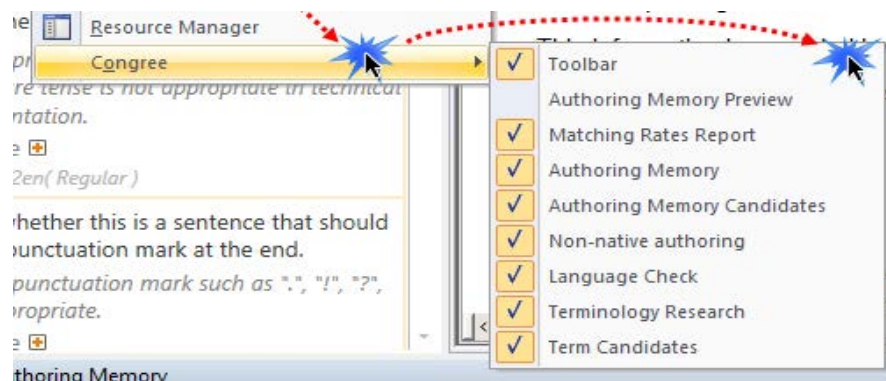 Resource Manager
Congree
re tense is not appropriate in technical
ntation.
e
2en( Regular )
whether this is a sentence that should
punctuation mark at the end.
punctuation mark such as ".", "!", "?",
propriate.
e
thoring Memory
Toolbar
Authoring Memory Preview
Matching Rates Report
Authoring Memory
Authoring Memory Candidates
Non-native authoring
Language Check
Terminology Research
Term Candidates